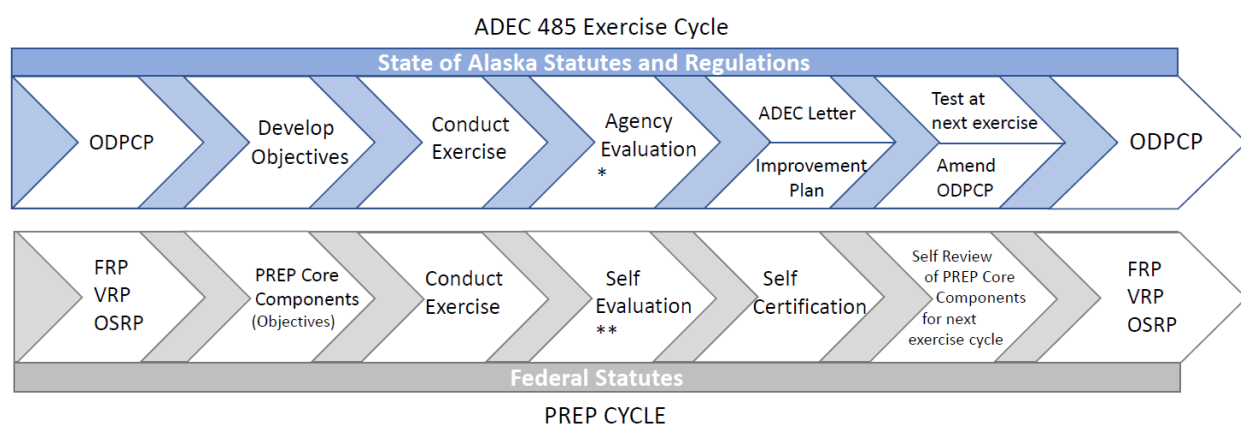 ADEC 485 Exercise Cycle
State of Alaska Statutes and Regulations
ODPCP
Develop
Objectives
Conduct
Exercise
Agency
Evaluation
*
ADEC Letter
Improvement
Plan
Test at
next exercise
Amend
ODPCP
ODPCP
FRP
VRP
OSRP
PREP Core
Components
(Objectives)
Conduct
Exercise
Self
Evaluation
**
Self
Certification
Self Review
of PREP Core
Components
for next
exercise cycle
FRP
VRP
OSRP
Federal Statutes
PREP CYCLE